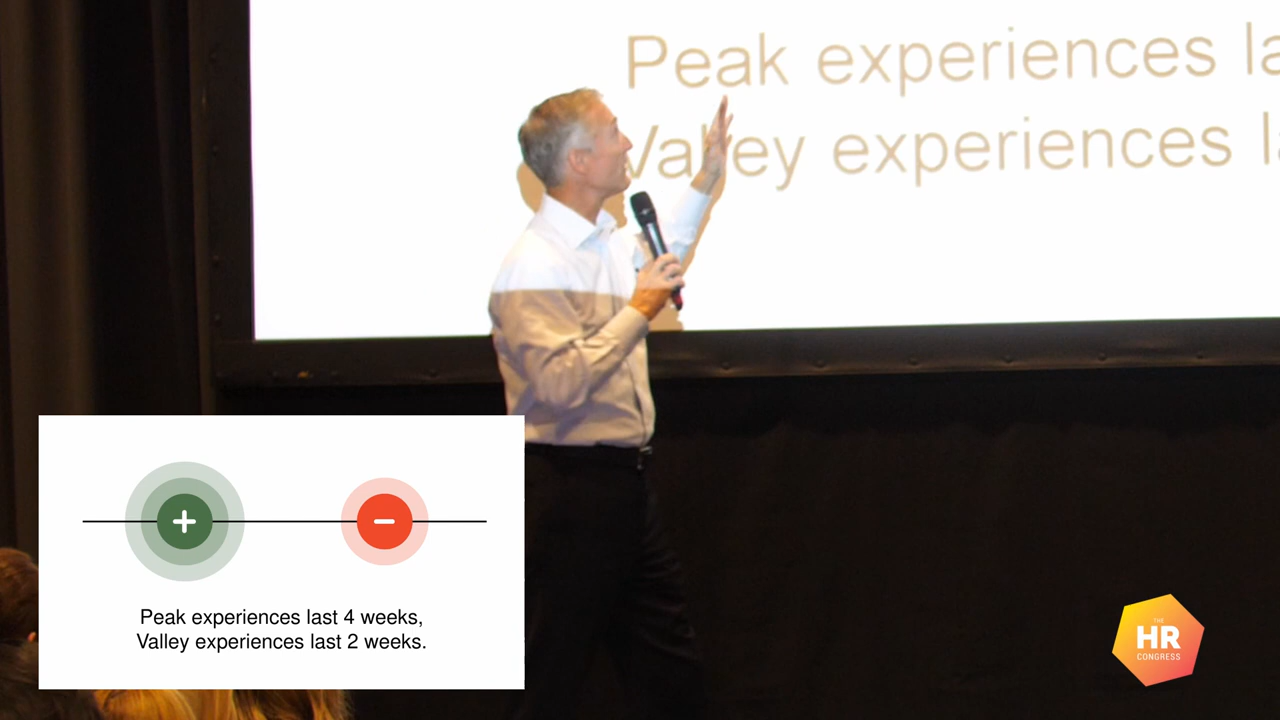 Peak experiences la
Valley experiences la
Peak experiences last 4 weeks,
Valley experiences last 2 weeks.
THE
HR
CONGRESS